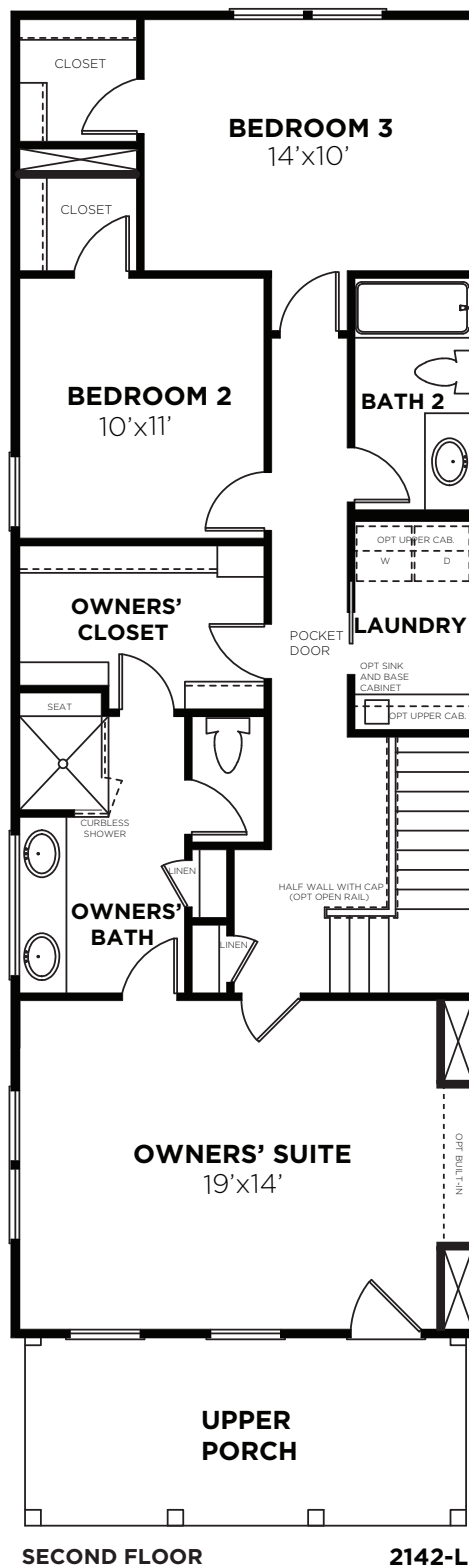 CLOSET
BEDROOM 3
14'x10'
CLOSET
BEDROOM 2
10'x11'
BATH 2
OPT UPPER CAB.
W D
OWNERS'
CLOSET
LAUNDRY
POCKET
DOOR
OPT SINK
AND BASE
CABINET
SEAT
OPT UPPER CAB.
CURBLESS
SHOWER
LINEN
HALF WALL WITH CAP
(OPT OPEN RAIL)
OWNERS'
BATH
LINEN
OWNERS' SUITE
19'x14'
OPT BUILT-IN
UPPER
PORCH
SECOND FLOOR
2142-L